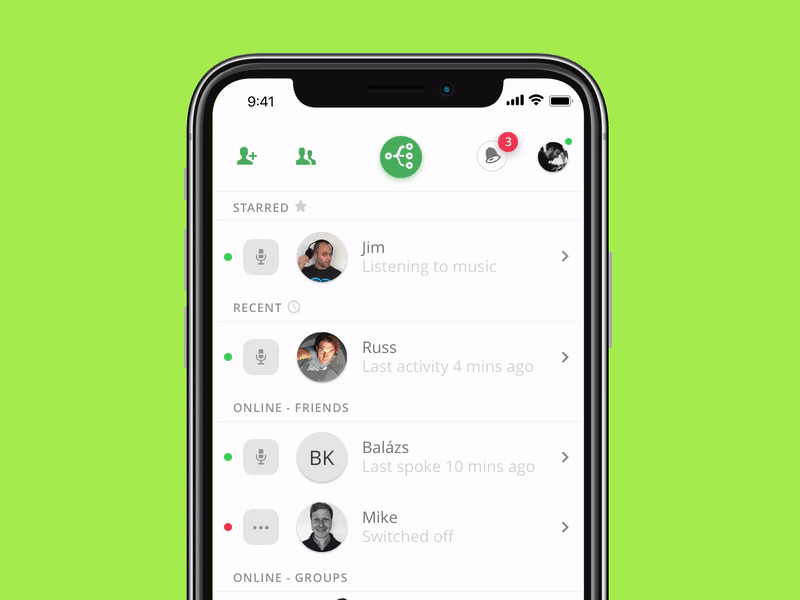 9:41
3
STARRED
Jim
Listening to music
RECENT
Russ
Last activity 4 mins ago
ONLINE - FRIENDS
BK
Balázs
Last spoke 10 mins ago
Mike
Switched off
ONLINE - GROUPS